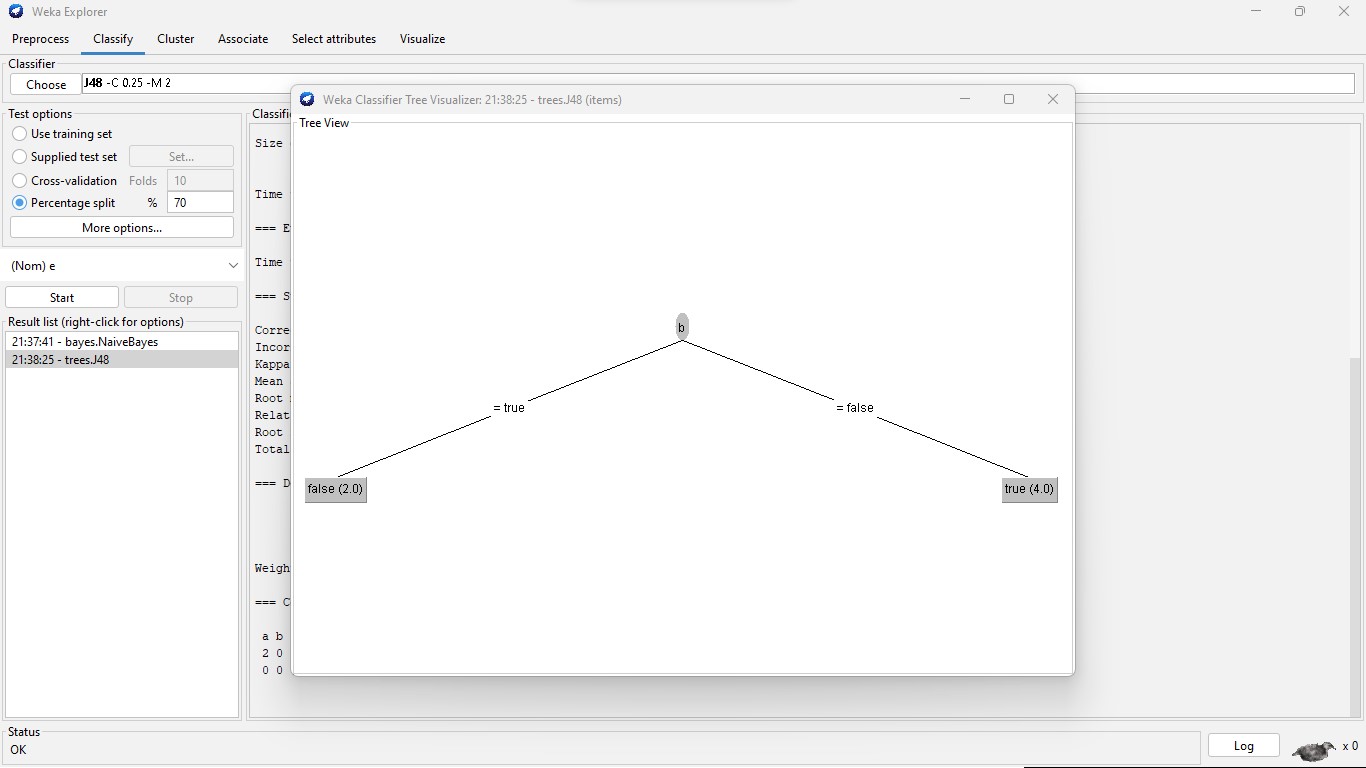 Weka Explorer
Preprocess Classify Cluster Associate Select attributes Visualize
Classifier
Choose J48 -C 0.25 -M 2
Test options
Use training set
Supplied test set Set...
Cross-validation Folds 10
Percentage split % 70
More options...
(Nom) e
Start Stop
Result list (right-click for options)
21:37:41 - bayes.NaiveBayes
21:38:25 - trees.J48
Size
Time
===
Time
=== S
Corre
Incor
Kappa
Mean
Root
Relat
Root
Total
=== D
Weigh
=== C
a b
2 0
0 0
Weka Classifier Tree Visualizer: 21:38:25 - trees.J48 (items)
Tree View
b
= true = false
false (2.0) true (4.0)
Status
OK
Log x 0